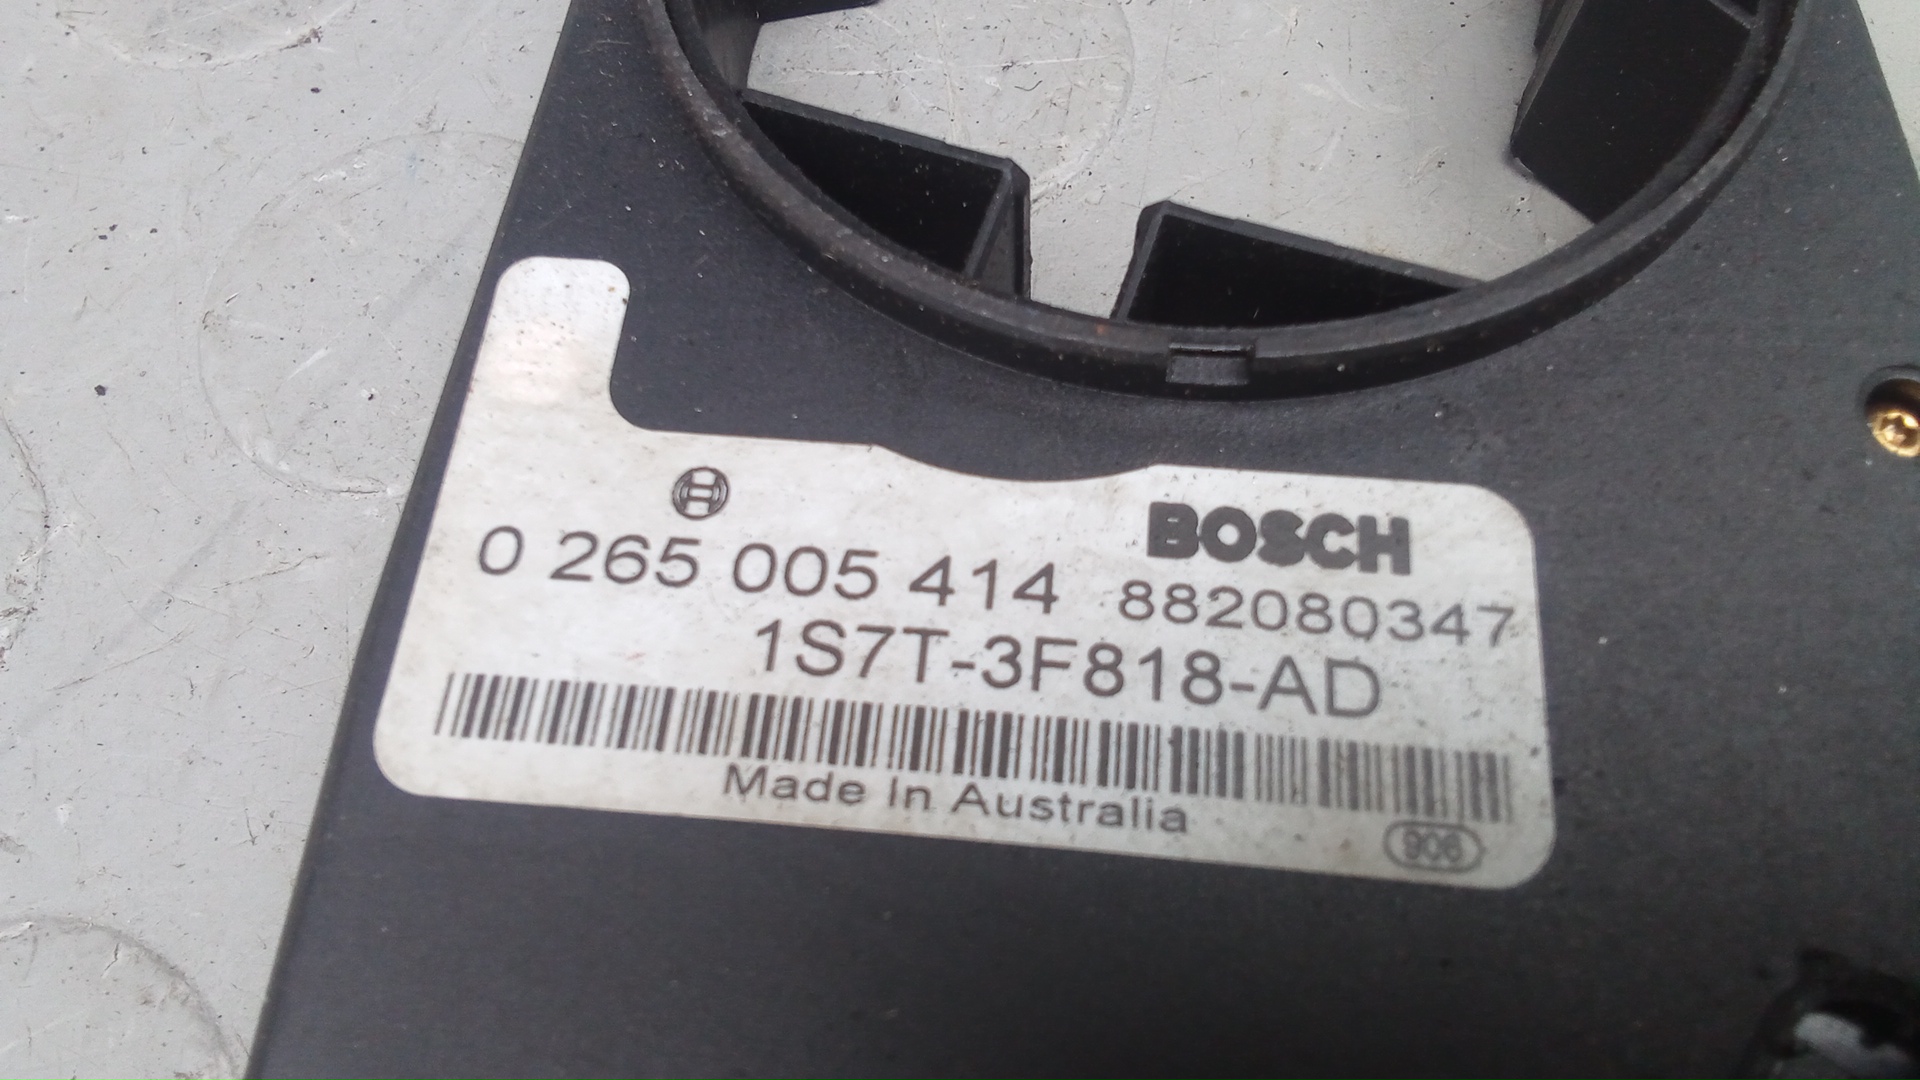 BOSCH
0 265 005 414 882080347
1S7T-3F818-AD
Made In Australia
906